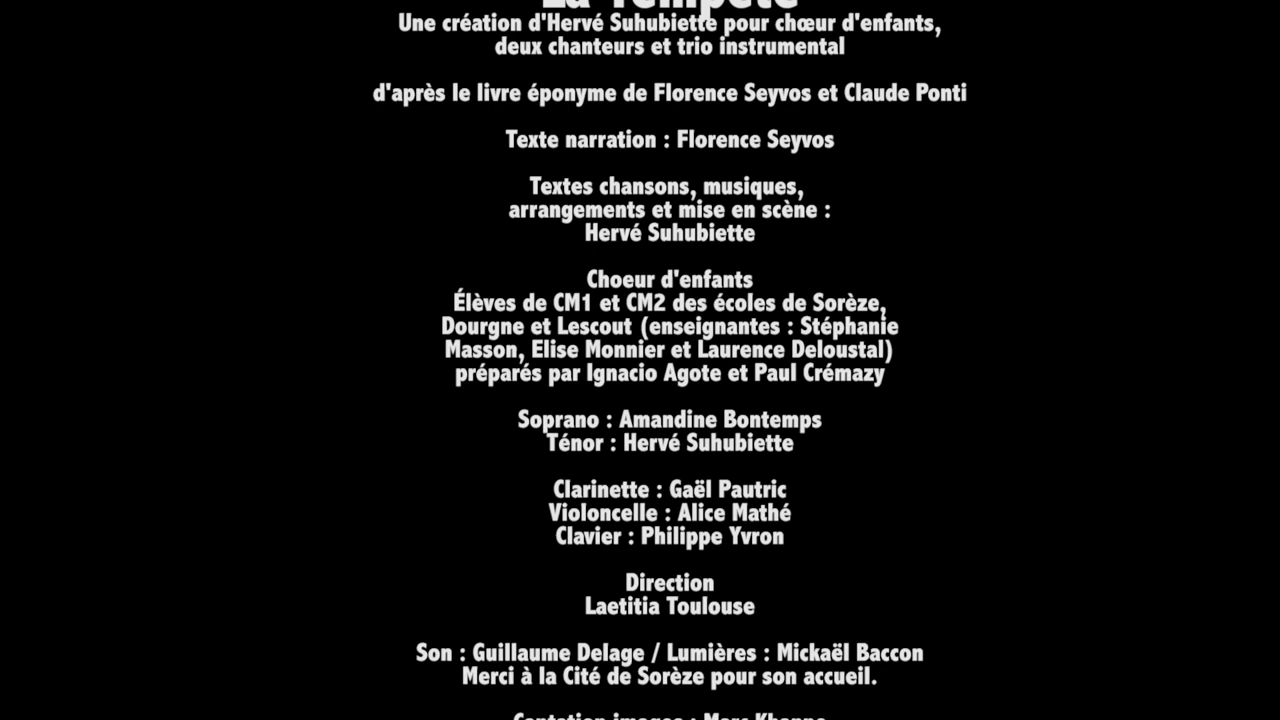 La Tempête
Une création d'Hervé Suhubiette pour chœur d'enfants,
deux chanteurs et trio instrumental
d'après le livre éponyme de Florence Seyvos et Claude Ponti
Texte narration : Florence Seyvos
Textes chansons, musiques,
arrangements et mise en scène :
Hervé Suhubiette
Choeur d'enfants
Élèves de CM1 et CM2 des écoles de Sorèze,
Dourgne et Lescout (enseignantes : Stéphanie
Masson, Elise Monnier et Laurence Deloustal)
préparés par Ignacio Agote et Paul Crémazy
Soprano : Amandine Bontemps
Ténor : Hervé Suhubiette
Clarinette : Gaël Pautric
Violoncelle : Alice Mathé
Clavier : Philippe Yvron
Direction
Laetitia Toulouse
Son : Guillaume Delage / Lumières : Mickaël Baccon
Merci à la Cité de Sorèze pour son accueil.
Captation images : Marc